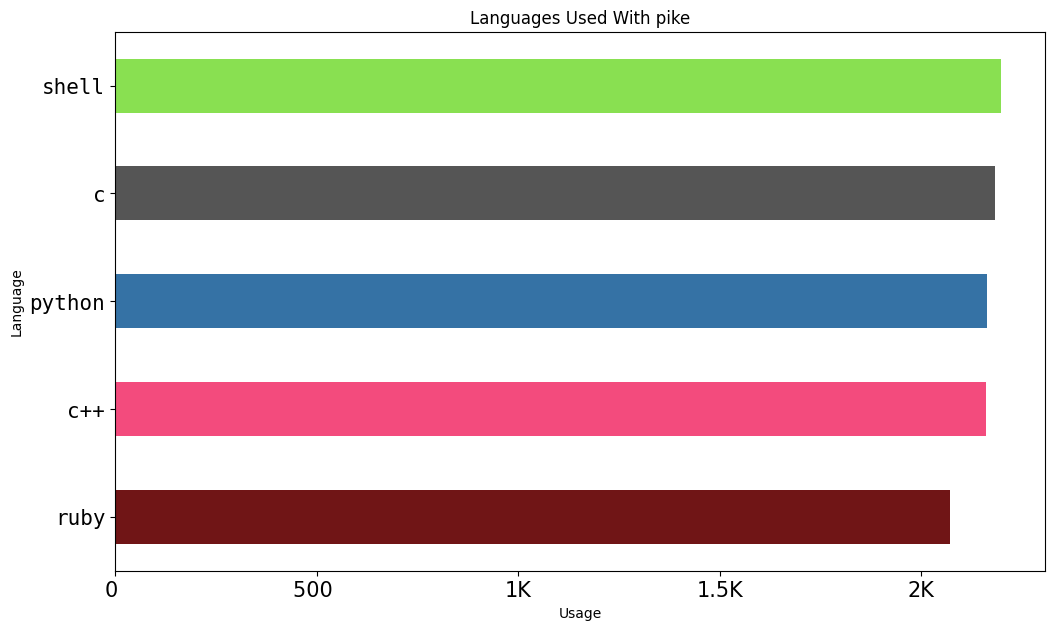 Languages Used With pike
shell
c
python
c++
ruby
Language
0 500 1K 1.5K 2K
Usage